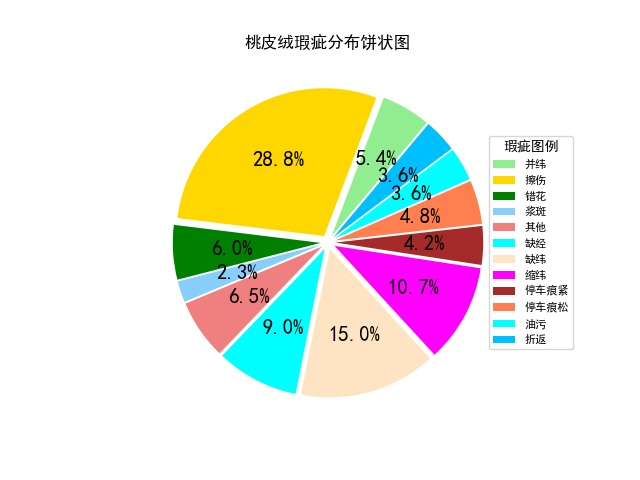 桃皮绒瑕疵分布饼状图
5.4%
28.8%
3.6%
3.6%
4.8%
4.2%
6.0%
2.3%
10.7%
6.5%
9.0%
15.0%
瑕疵图例
并纬
擦伤
错花
浆斑
其他
缺经
缺纬
缩纬
停车痕紧
停车痕松
油污
折返